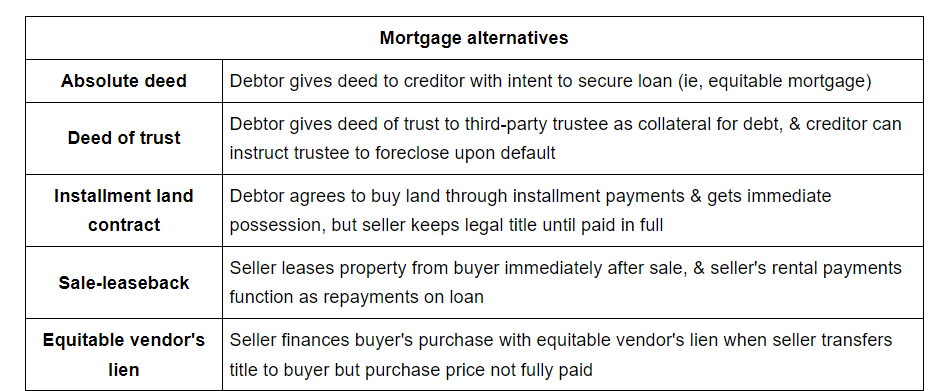 Mortgage alternatives
Absolute deed
Debtor gives deed to creditor with intent to secure loan (ie, equitable mortgage)
Deed of trust
Debtor gives deed of trust to third-party trustee as collateral for debt, & creditor can
instruct trustee to foreclose upon default
Installment land
contract
Debtor agrees to buy land through installment payments & gets immediate
possession, but seller keeps legal title until paid in full
Sale-leaseback
Seller leases property from buyer immediately after sale, & seller's rental payments
function as repayments on loan
Equitable vendor's
lien
Seller finances buyer's purchase with equitable vendor's lien when seller transfers
title to buyer but purchase price not fully paid